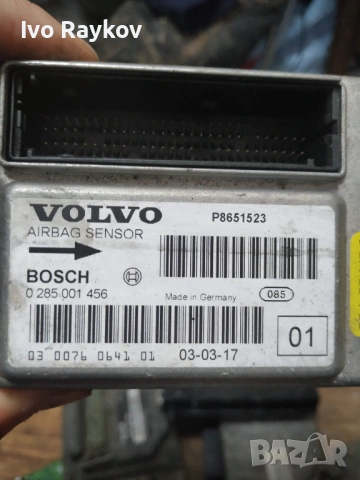 Ivo Raykov
VOLVO
P8651523
AIRBAG SENSOR
BOSCH
0 285 001 456
Made in Germany
085
03 0076 0641 01
03-03-17
01
BAZAR